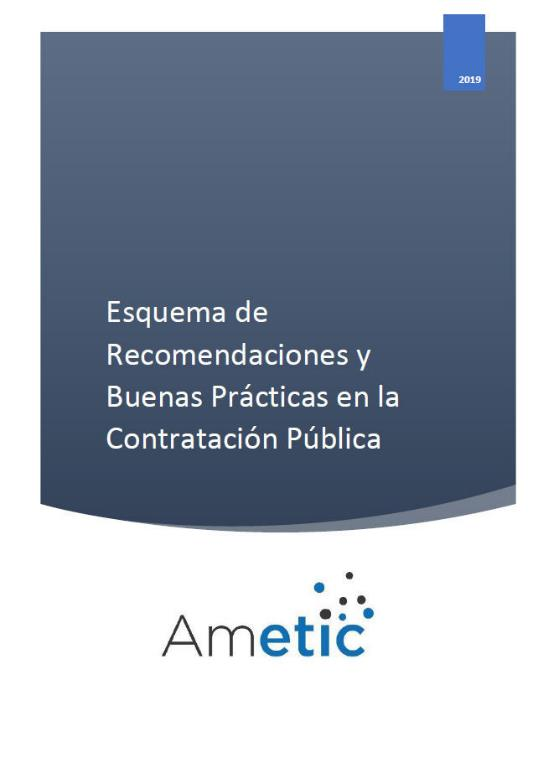 2019
Esquema de
Recomendaciones y
Buenas Prácticas en la
Contratación Pública
Ametic